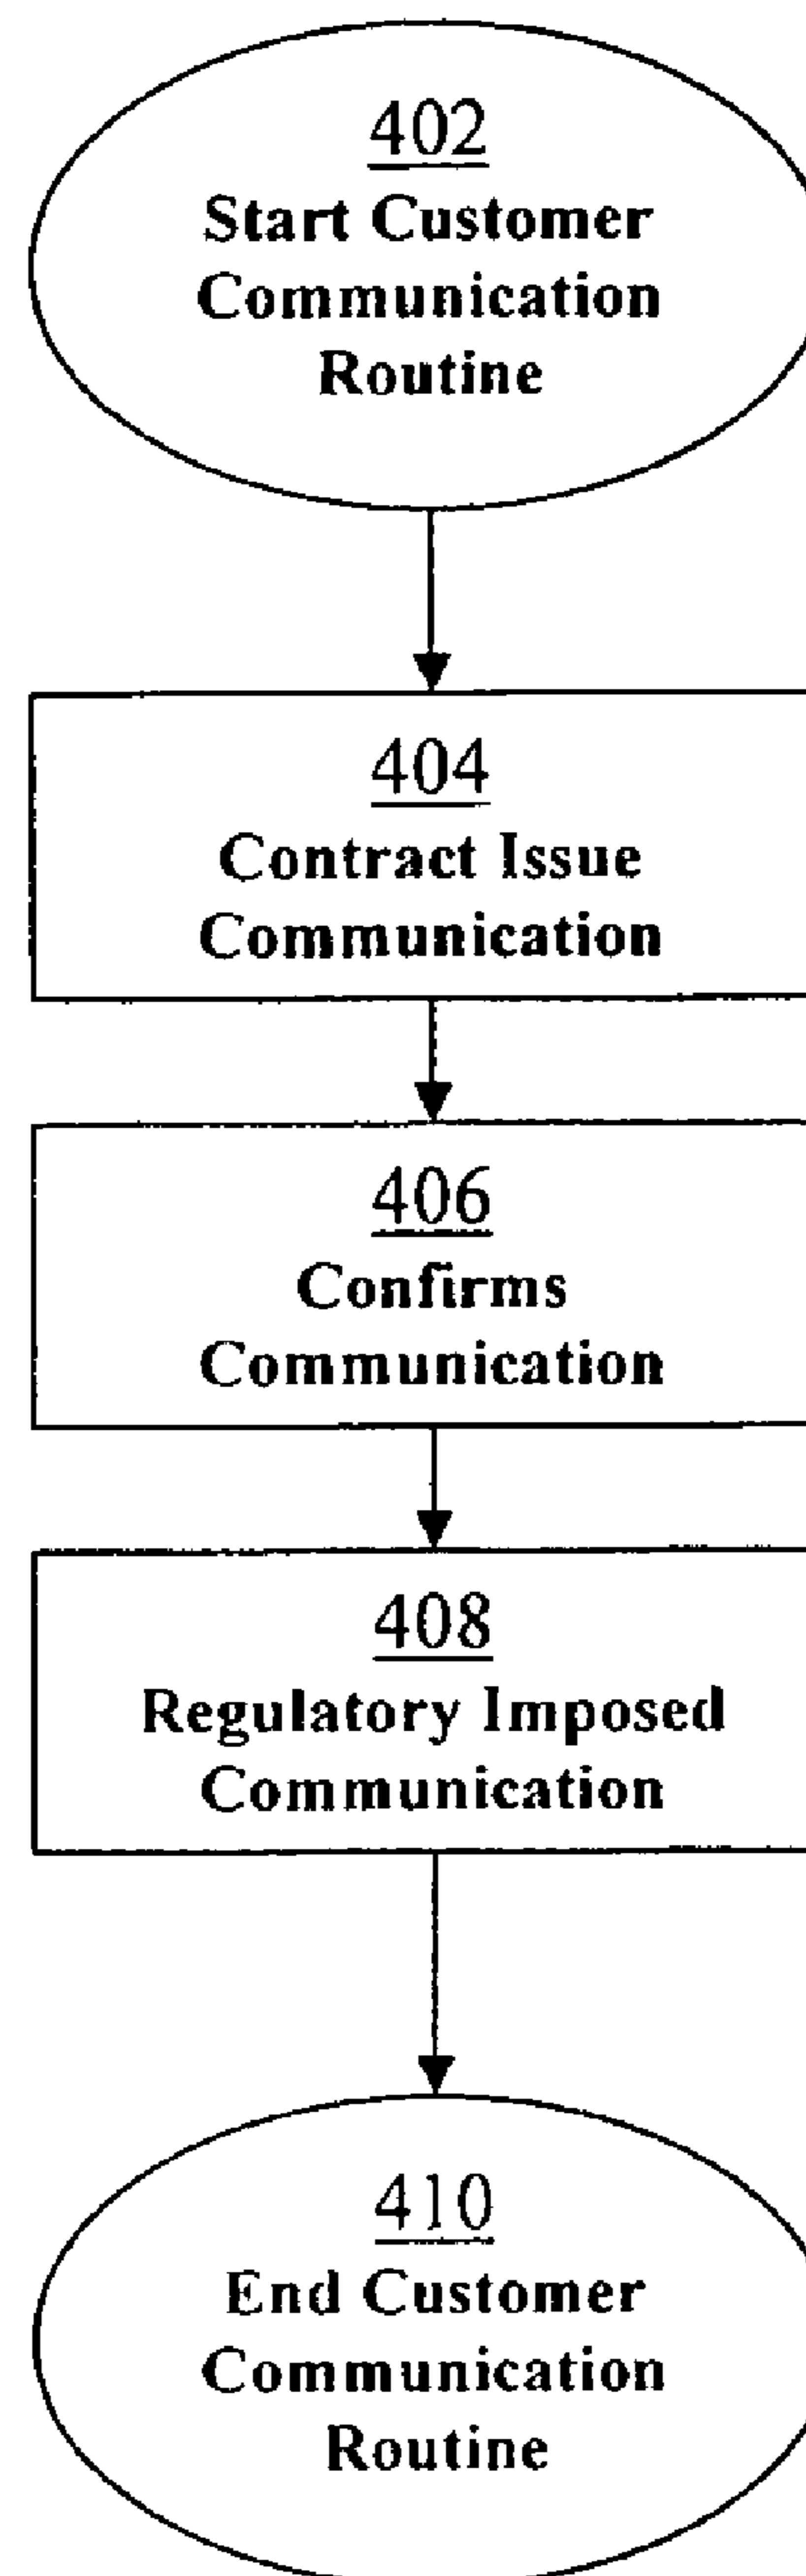 402
Start Customer
Communication
Routine
404
Contract Issue
Communication
406
Confirms
Communication
408
Regulatory Imposed
Communication
410
End Customer
Communication
Routine